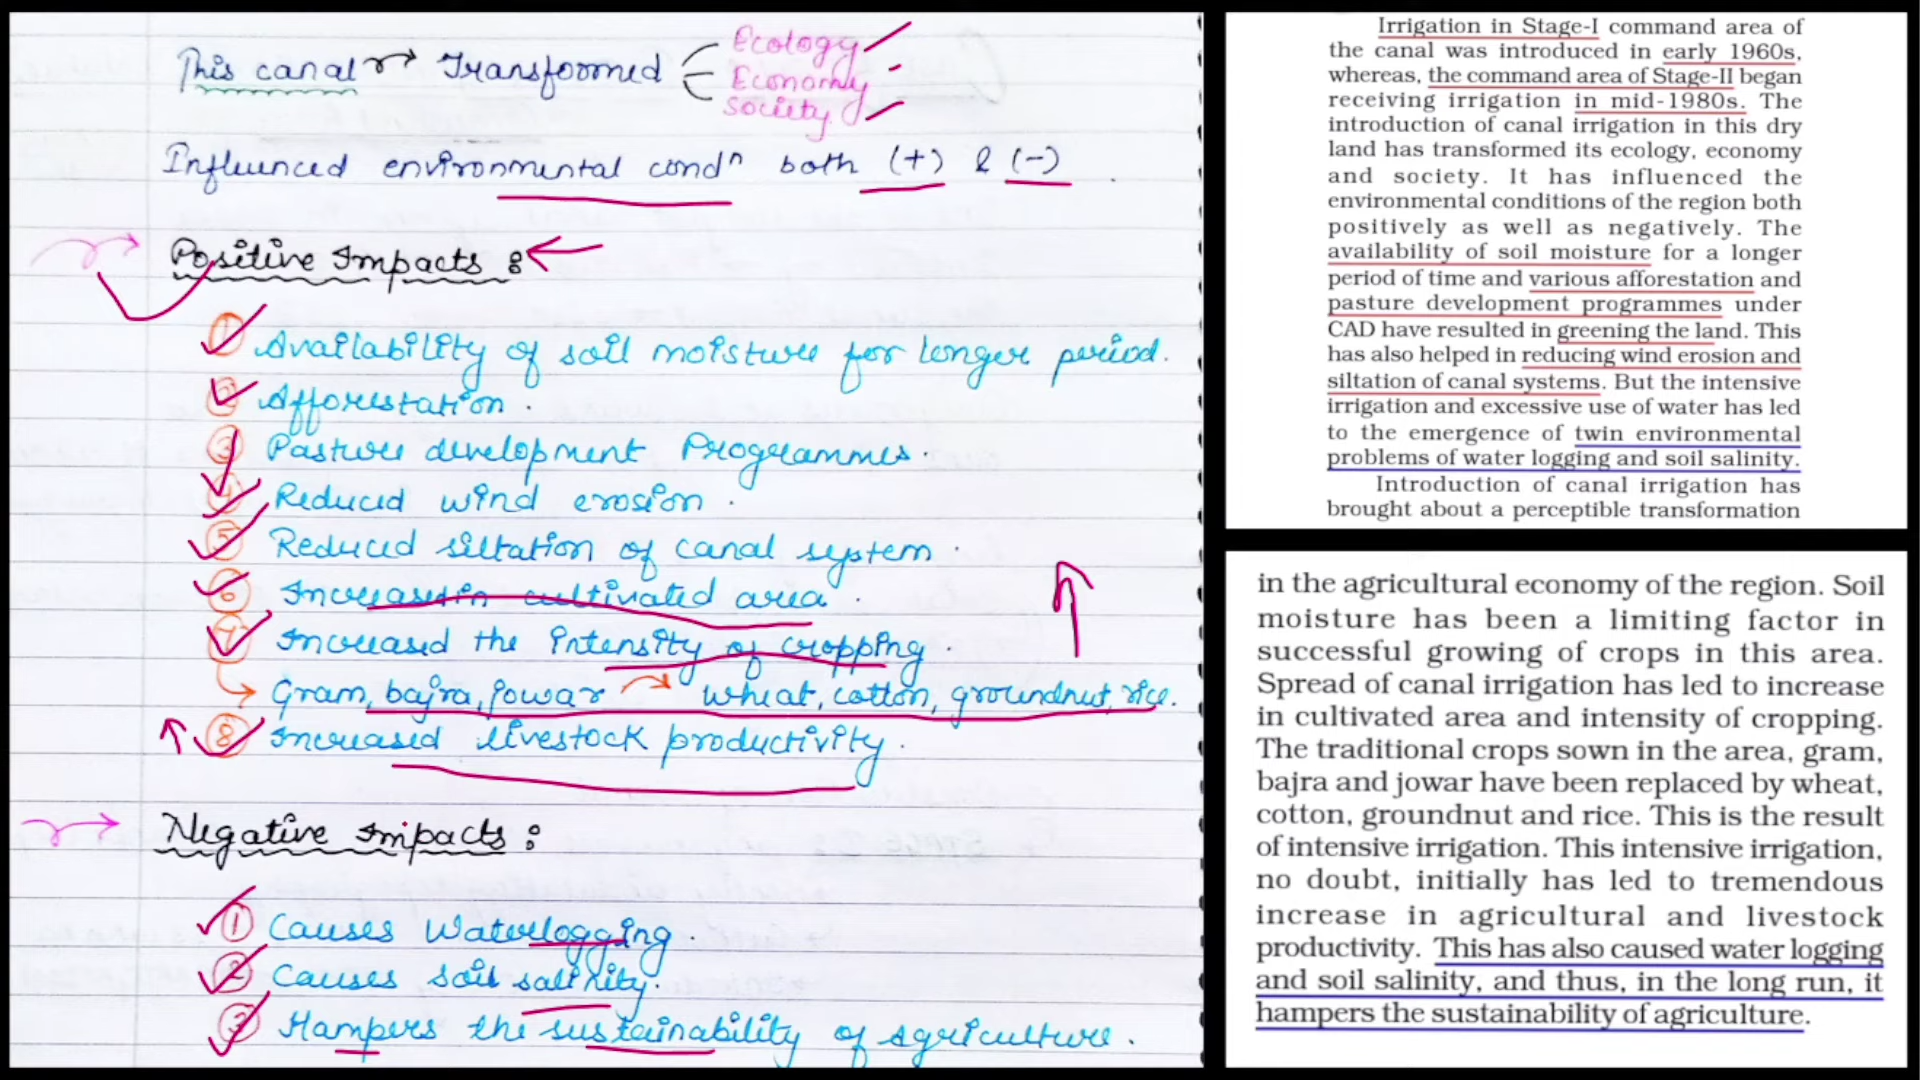 This canal → Transformed
Ecology
Economy
Society
Influenced environmental condⁿ both (+) & (-) .
Positive Impacts :
① Availability of soil moisture for longer period.
② Afforestation .
③ Pasture development Programmes .
④ Reduced wind erosion .
⑤ Reduced siltation of canal system .
⑥ Increased in cultivated area .
⑦ Increased the intensity of cropping .
→ Gram, bajra, jowar → wheat, cotton, groundnut, rice.
⑧ Increased livestock productivity .
Negative Impacts :
① Causes Waterlogging .
② Causes soil salinity.
③ Hampers the sustainability of agriculture .
Irrigation in Stage-I command area of
the canal was introduced in early 1960s,
whereas, the command area of Stage-II began
receiving irrigation in mid-1980s. The
introduction of canal irrigation in this dry
land has transformed its ecology, economy
and society. It has influenced the
environmental conditions of the region both
positively as well as negatively. The
availability of soil moisture for a longer
period of time and various afforestation and
pasture development programmes under
CAD have resulted in greening the land. This
has also helped in reducing wind erosion and
siltation of canal systems. But the intensive
irrigation and excessive use of water has led
to the emergence of twin environmental
problems of water logging and soil salinity.
Introduction of canal irrigation has
brought about a perceptible transformation
in the agricultural economy of the region. Soil
moisture has been a limiting factor in
successful growing of crops in this area.
Spread of canal irrigation has led to increase
in cultivated area and intensity of cropping.
The traditional crops sown in the area, gram,
bajra and jowar have been replaced by wheat,
cotton, groundnut and rice. This is the result
of intensive irrigation. This intensive irrigation,
no doubt, initially has led to tremendous
increase in agricultural and livestock
productivity. This has also caused water logging
and soil salinity, and thus, in the long run, it
hampers the sustainability of agriculture.